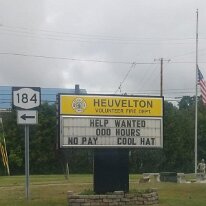 184
HEUVELTON
VOLUNTEER FIRE DEPT.
HELP WANTED
ODD HOURS
NO PAY COOL HAT